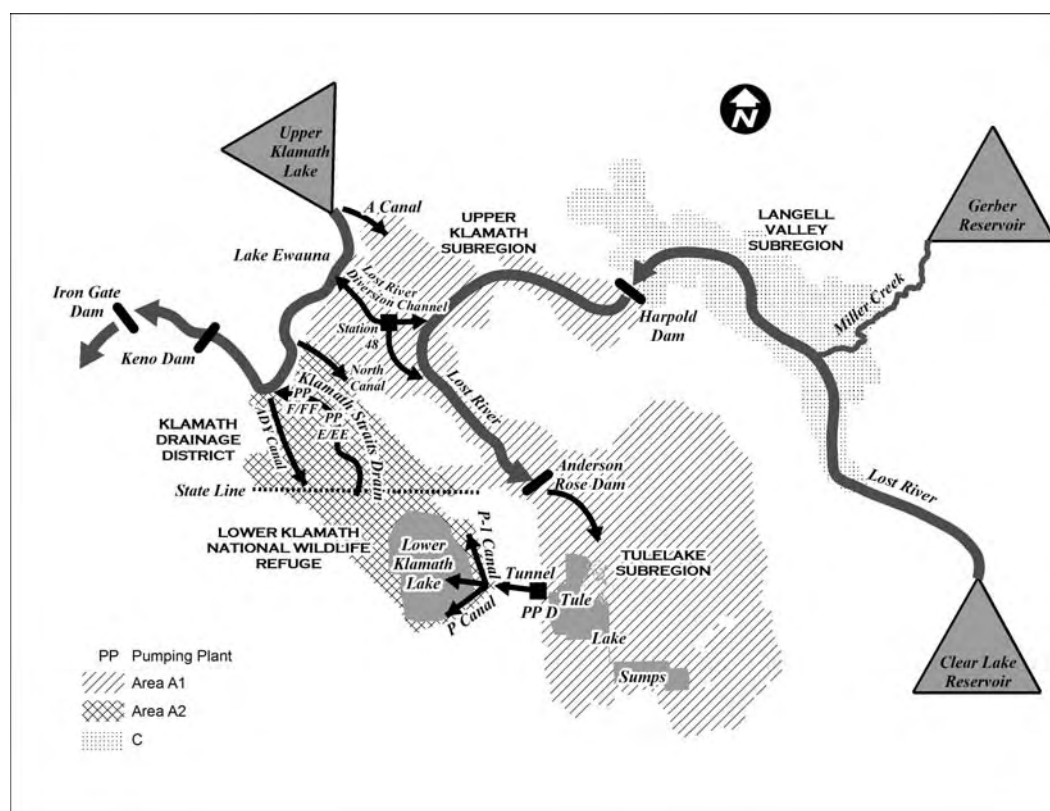 N
Upper
Klamath
Lake
Gerber
Reservoir
A Canal
UPPER
KLAMATH
SUBREGION
LANGELL
VALLEY
SUBREGION
Lake Ewauna
Lost River
Diversion Channel
Miller Creek
Iron Gate
Dam
Keno Dam
Station
48
Harpold
Dam
North
Canal
Klamath Straits Drain
PP
F/FF
PP
E/EE
Lost River
KLAMATH
DRAINAGE
DISTRICT
ADY Canal
Anderson
Rose Dam
State Line
Lost River
LOWER KLAMATH
NATIONAL WILDLIFE
REFUGE
Lower
Klamath
Lake
P-1 Canal
P Canal
Tunnel
PP D
TULELAKE
SUBREGION
Tule
Lake
Sumps
Clear Lake
Reservoir
PP Pumping Plant
Area A1
Area A2
C